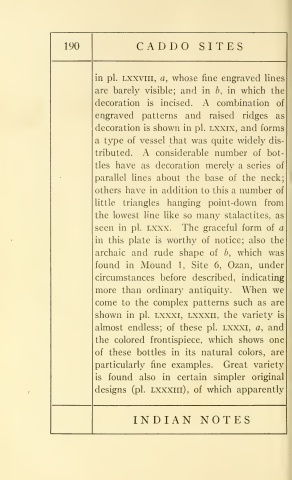 190
CADDO SITES
in pl. LXXVIII, a, whose fine engraved lines
are barely visible; and in b, in which the
decoration is incised. A combination of
engraved patterns and raised ridges as
decoration is shown in pl. LXXIX, and forms
a type of vessel that was quite widely dis-
tributed. A considerable number of bot-
tles have as decoration merely a series of
parallel lines about the base of the neck;
others have in addition to this a number of
little triangles hanging point-down from
the lowest line like so many stalactites, as
seen in pl. LXXX. The graceful form of a
in this plate is worthy of notice; also the
archaic and rude shape of b, which was
found in Mound 1, Site 6, Ozan, under
circumstances before described, indicating
more than ordinary antiquity. When we
come to the complex patterns such as are
shown in pl. LXXXI, LXXXII, the variety is
almost endless; of these pl. LXXXI, a, and
the colored frontispiece, which shows one
of these bottles in its natural colors, are
particularly fine examples. Great variety
is found also in certain simpler original
designs (pl. LXXXIII), of which apparently
INDIAN NOTES